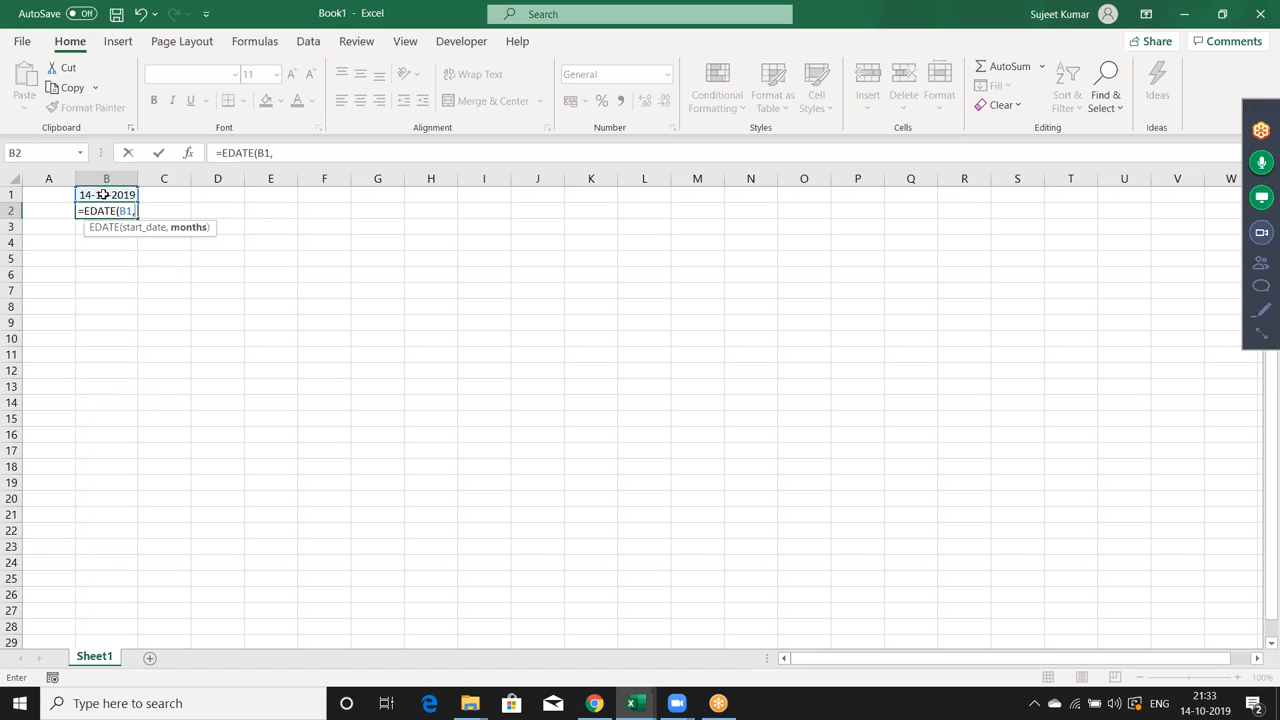 AutoSave Off
Book1 - Excel
Search
Sujeet Kumar
File Home Insert Page Layout Formulas Data Review View Developer Help
Share Comments
Paste
Cut
Copy
Format Painter
Clipboard
11 A A
B I U A
Font
Wrap Text
Merge & Center
Alignment
General
% ,
Number
Conditional Formatting
Format as Table
Cell Styles
Styles
Insert Delete Format
Cells
AutoSum
Fill
Clear
Sort & Filter
Find & Select
Editing
Ideas
Ideas
B2 fx =EDATE(B1,
A B C D E F G H I J K L M N O P Q R S T U V W
1 2019
2 =EDATE(B1,
EDATE(start_date, months)
3
4
5
6
7
8
9
10
11
12
13
14
15
16
17
18
19
20
21
22
23
24
25
26
27
28
29
Sheet1
Enter
100%
Type here to search
ENG
21:33
14-10-2019
2